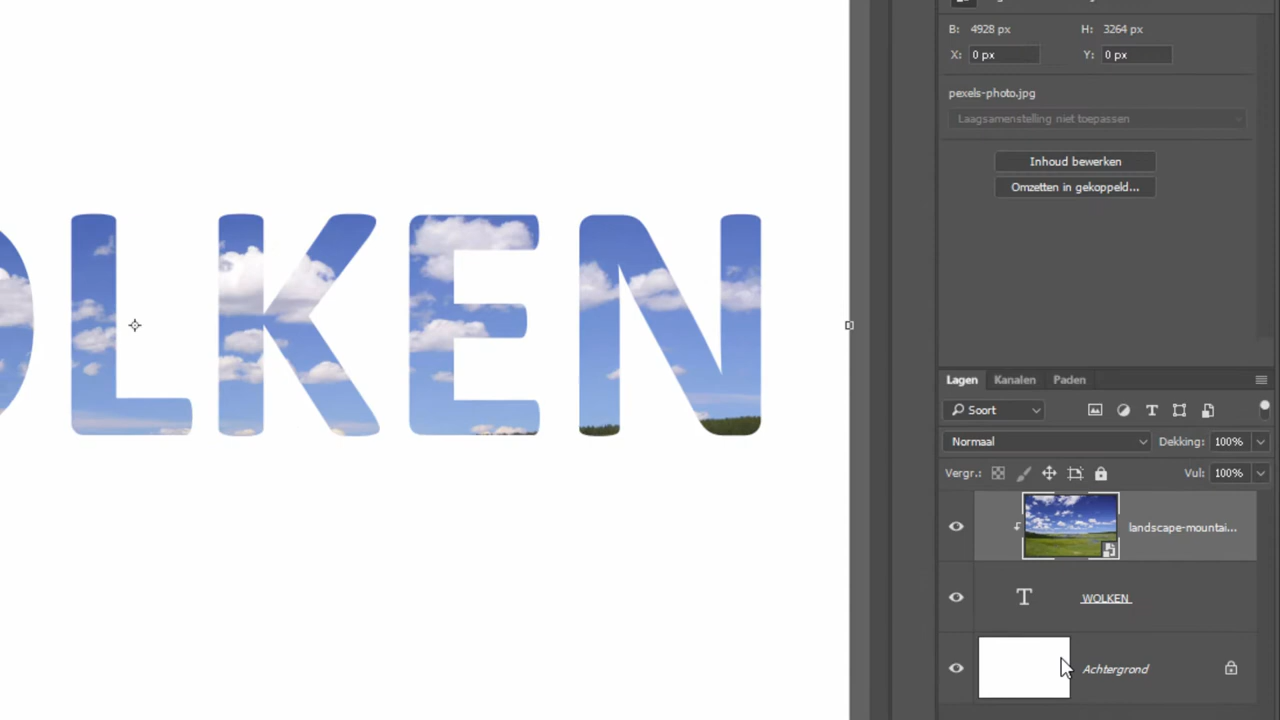 B: 4928 px H: 3264 px
X: 0 px Y: 0 px
pexels-photo.jpg
Laagsamenstelling niet toepassen
Inhoud bewerken
Omzetten in gekoppeld...
OLKEN
Lagen Kanalen Paden
Soort
Normaal Dekking: 100%
Vergr.: Vul: 100%
landscape-mountai...
T WOLKEN
Achtergrond